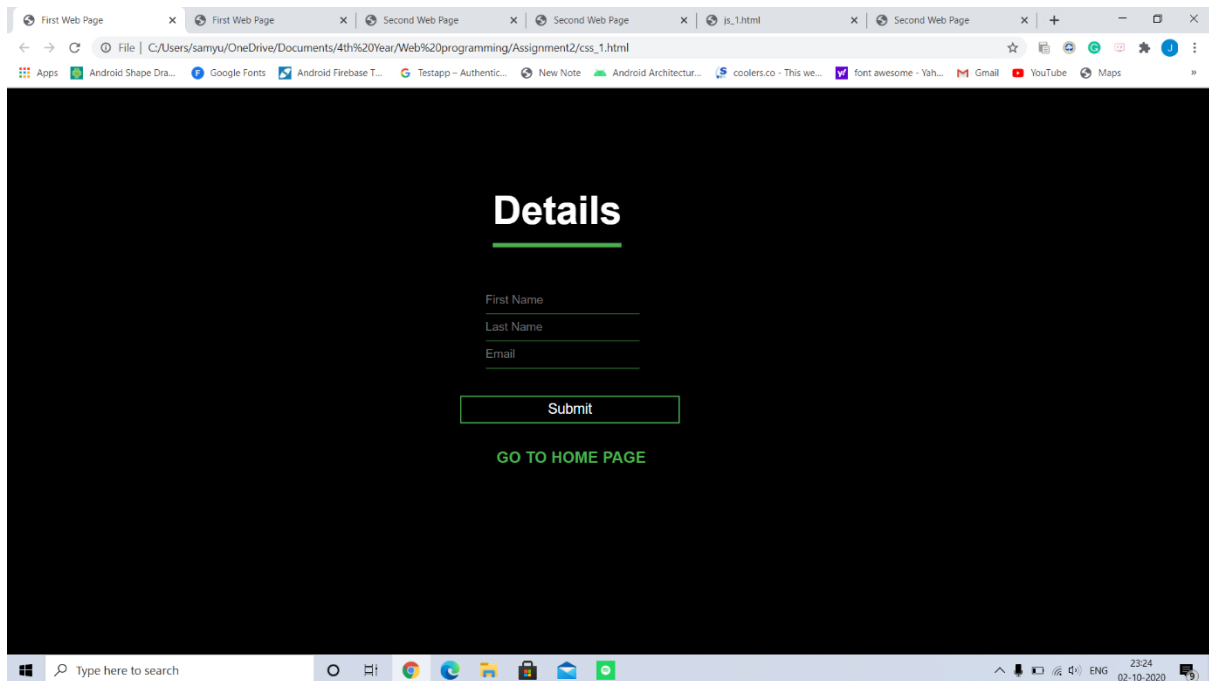 First Web Page First Web Page Second Web Page Second Web Page js_1.html Second Web Page
File | C:/Users/samyu/OneDrive/Documents/4th%20Year/Web%20programming/Assignment2/css_1.html
Apps Android Shape Dra... Google Fonts Android Firebase T... Testapp – Authentic... New Note Android Architectur... coolers.co - This we... font awesome - Yah... Gmail YouTube Maps »
Details
First Name
Last Name
Email
Submit
GO TO HOME PAGE
Type here to search
ENG
23:24
02-10-2020